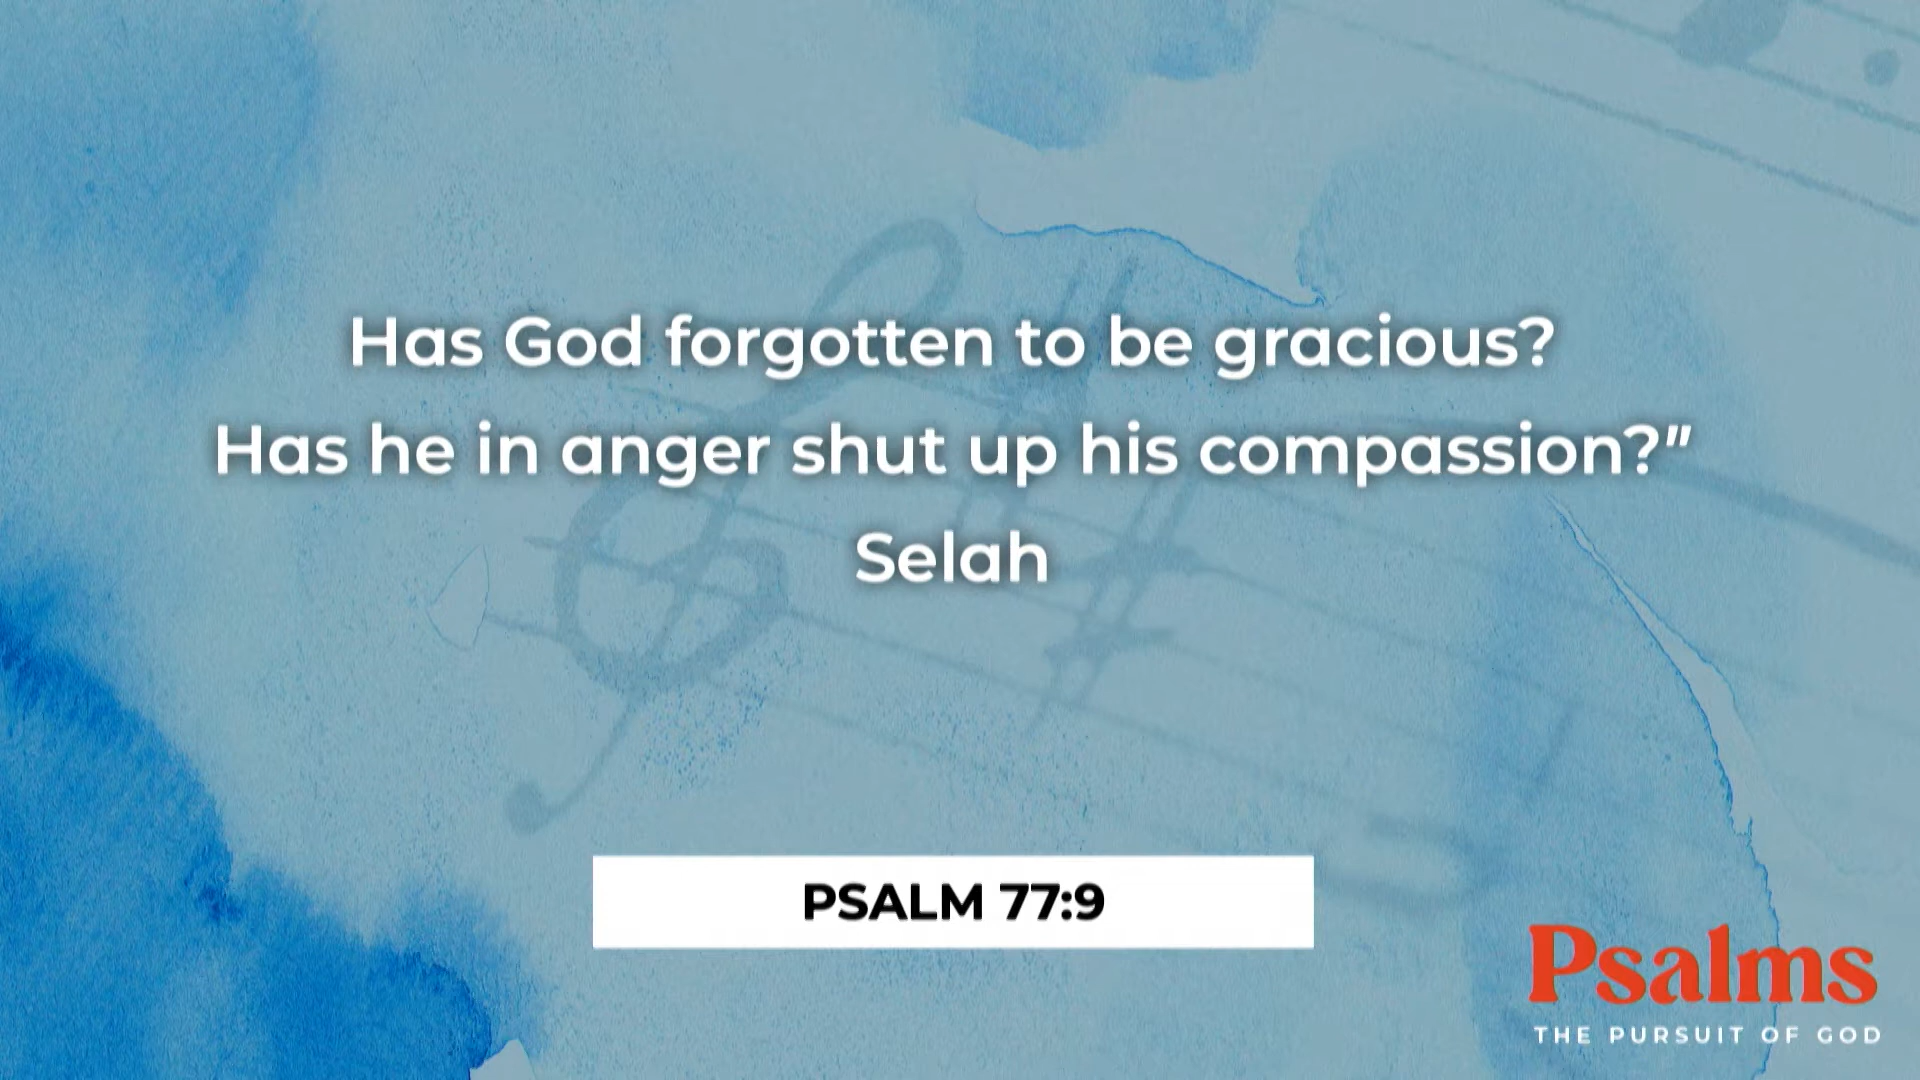 Has God forgotten to be gracious?
Has he in anger shut up his compassion?”
Selah
PSALM 77:9
Psalms
THE PURSUIT OF GOD